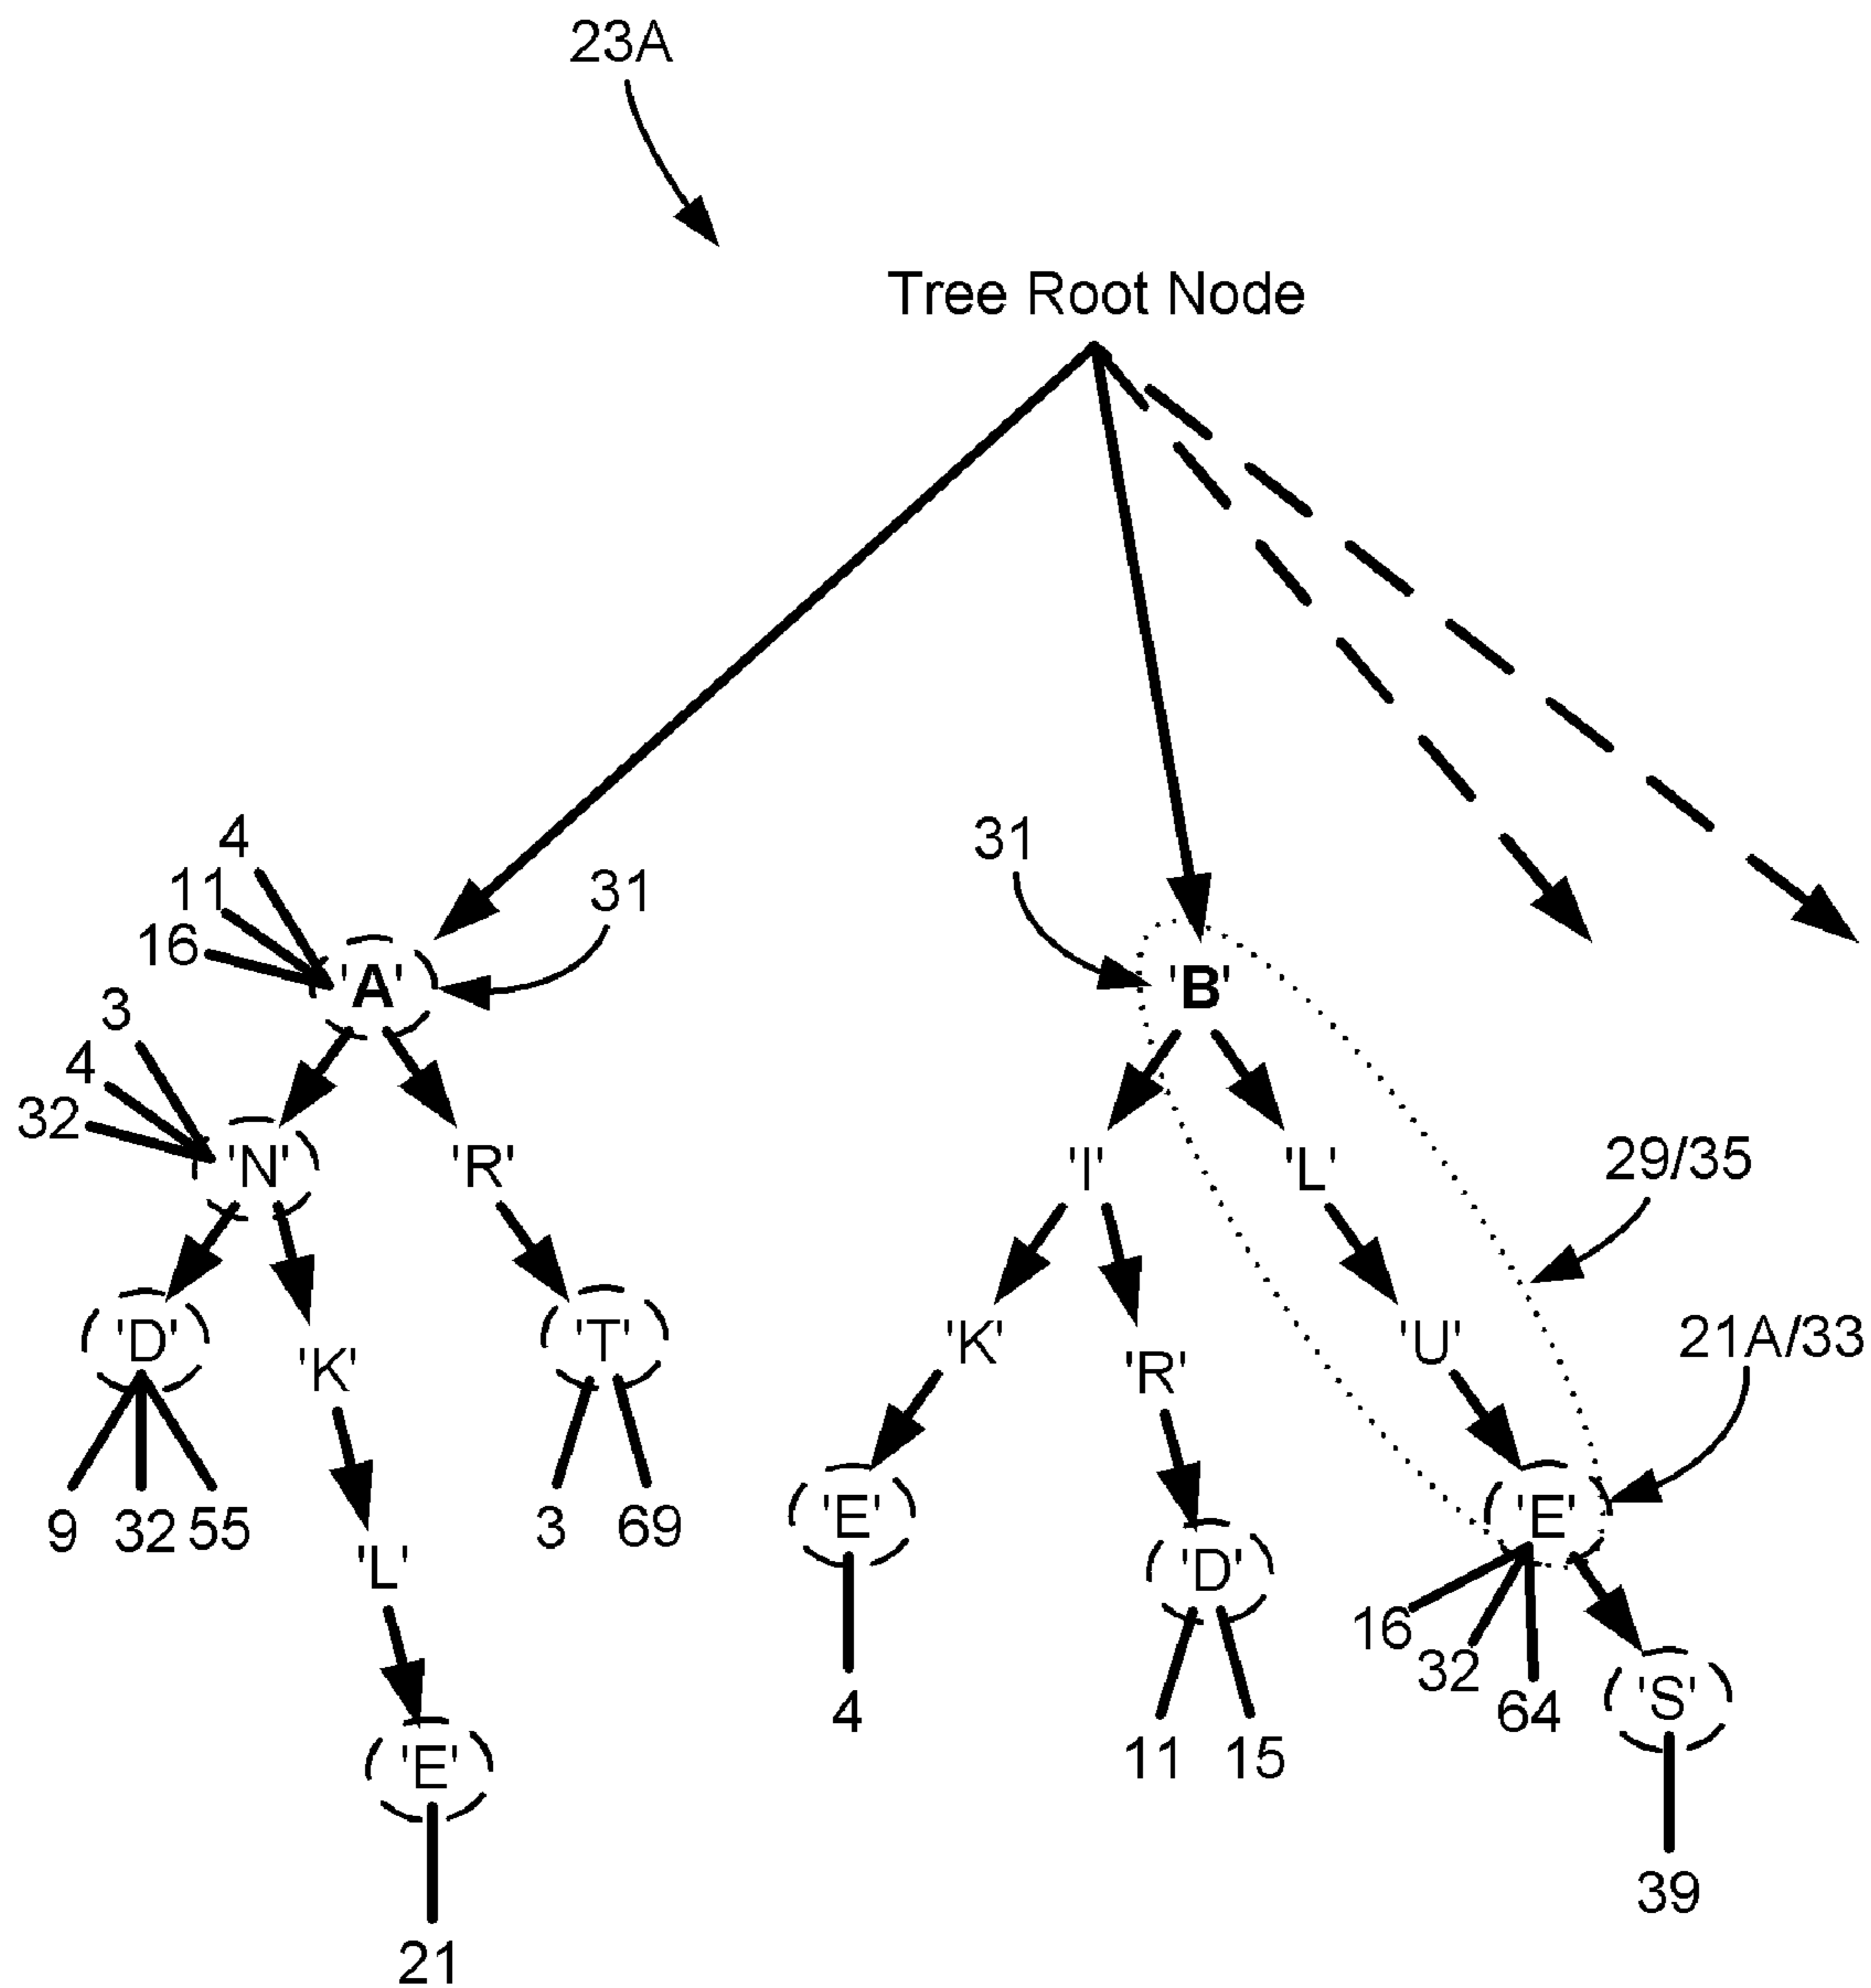 23A
Tree Root Node
4
11
16
31
31
'A'
'B'
3
4
32
'N'
'R'
'I'
'L'
29/35
'D'
'K'
'T'
'K'
'R'
'U'
21A/33
9
32
55
3
69
'E'
'E'
'L'
'D'
16
32
64
'S'
4
11
15
'E'
39
21